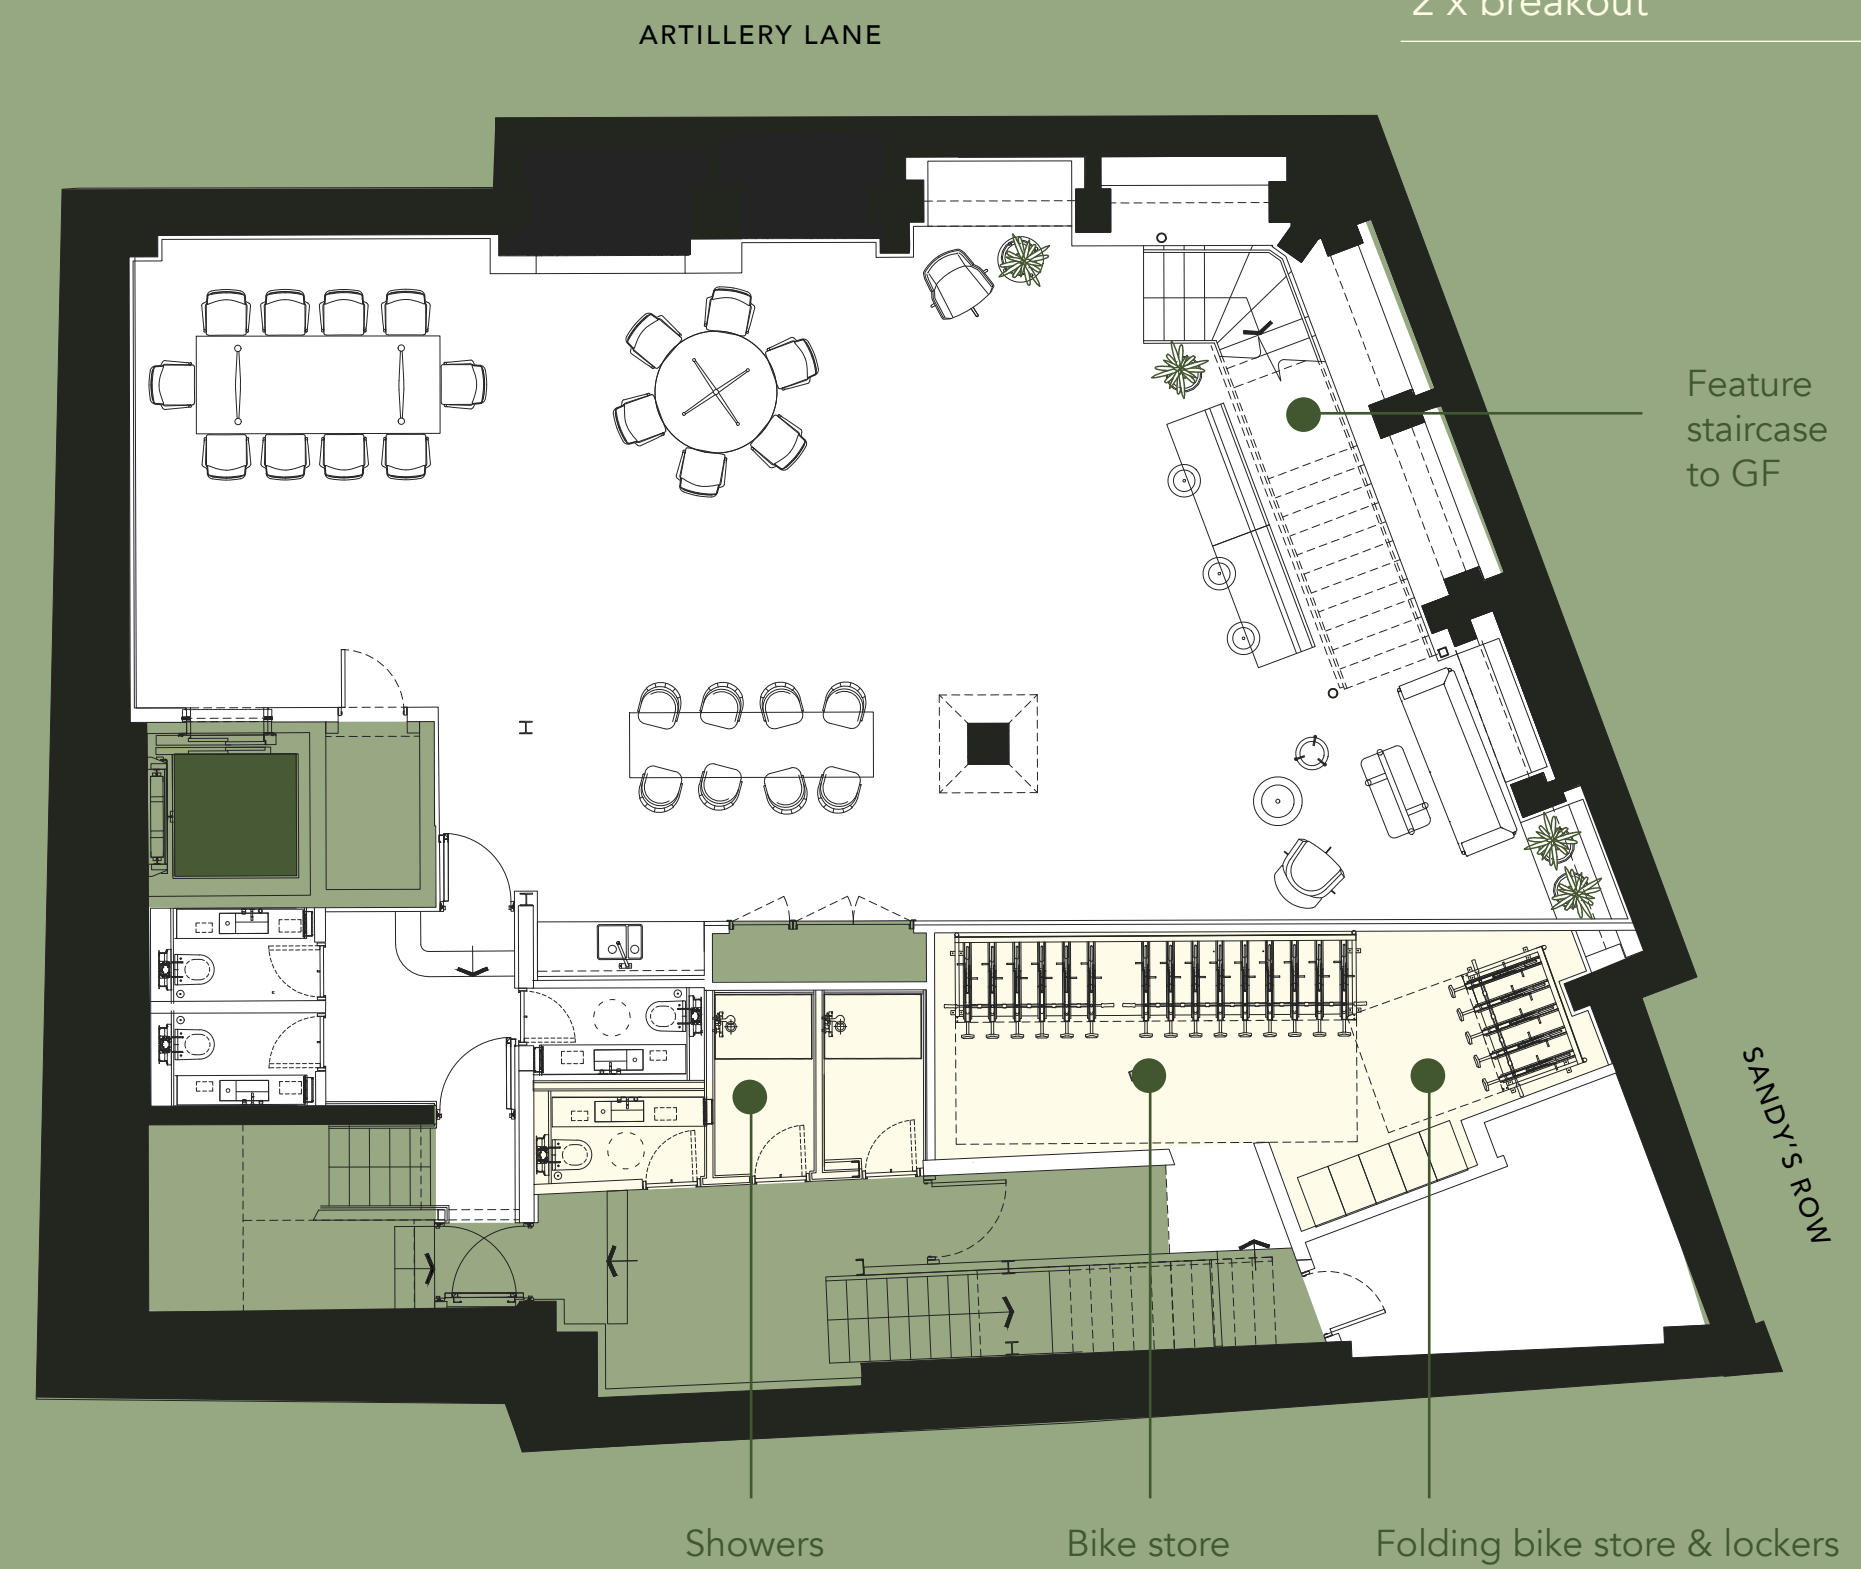 2 x breakout
ARTILLERY LANE
Feature
staircase
to GF
SANDY'S ROW
Showers
Bike store
Folding bike store & lockers